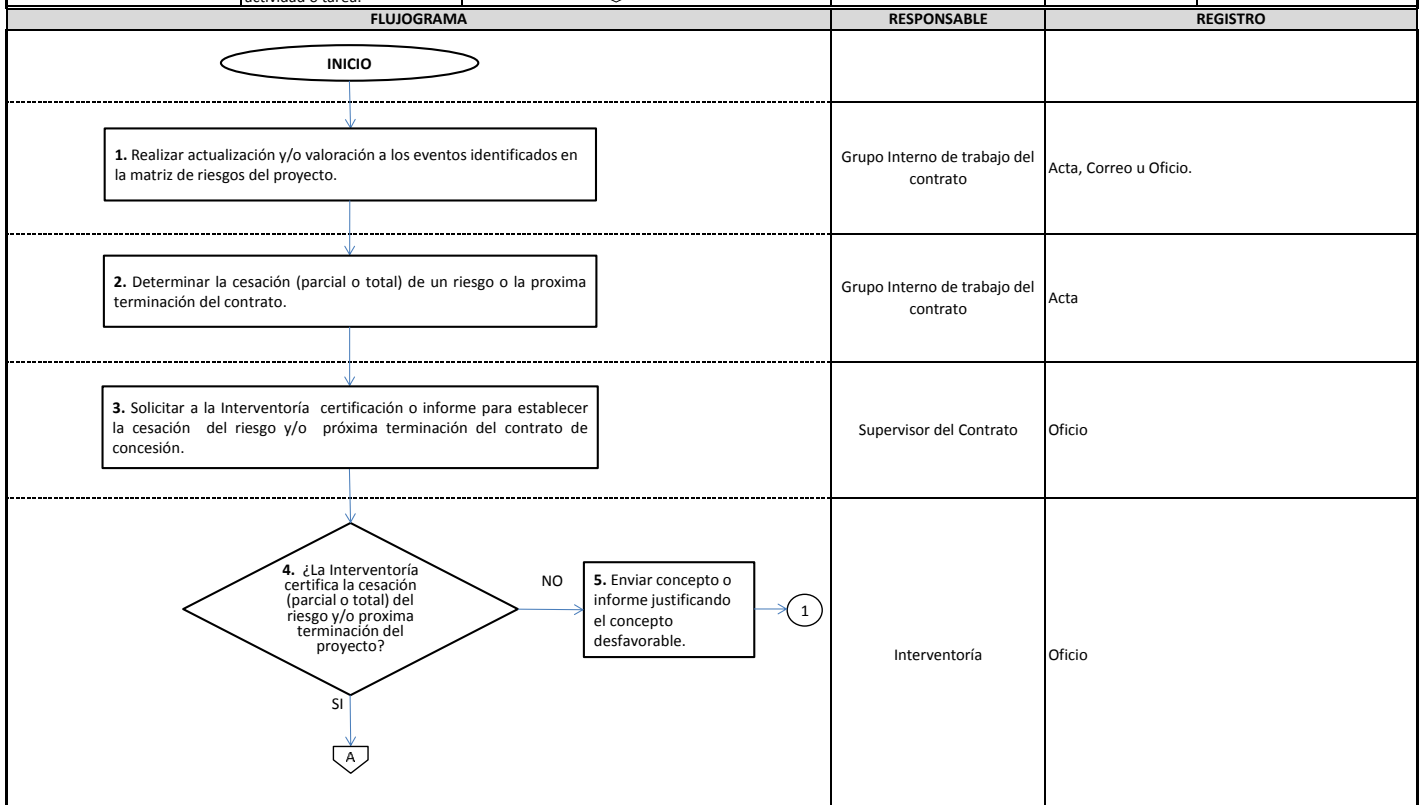 actividad o tarea.
FLUJOGRAMA
RESPONSABLE
REGISTRO
INICIO
1. Realizar actualización y/o valoración a los eventos identificados en
la matriz de riesgos del proyecto.
Grupo Interno de trabajo del
contrato
Acta, Correo u Oficio.
2. Determinar la cesación (parcial o total) de un riesgo o la proxima
terminación del contrato.
Grupo Interno de trabajo del
contrato
Acta
3. Solicitar a la Interventoría certificación o informe para establecer
la cesación del riesgo y/o próxima terminación del contrato de
concesión.
Supervisor del Contrato
Oficio
4. ¿La Interventoría
certifica la cesación
(parcial o total) del
riesgo y/o proxima
terminación del
proyecto?
NO
5. Enviar concepto o
informe justificando
el concepto
desfavorable.
1
Interventoría
Oficio
SI
A